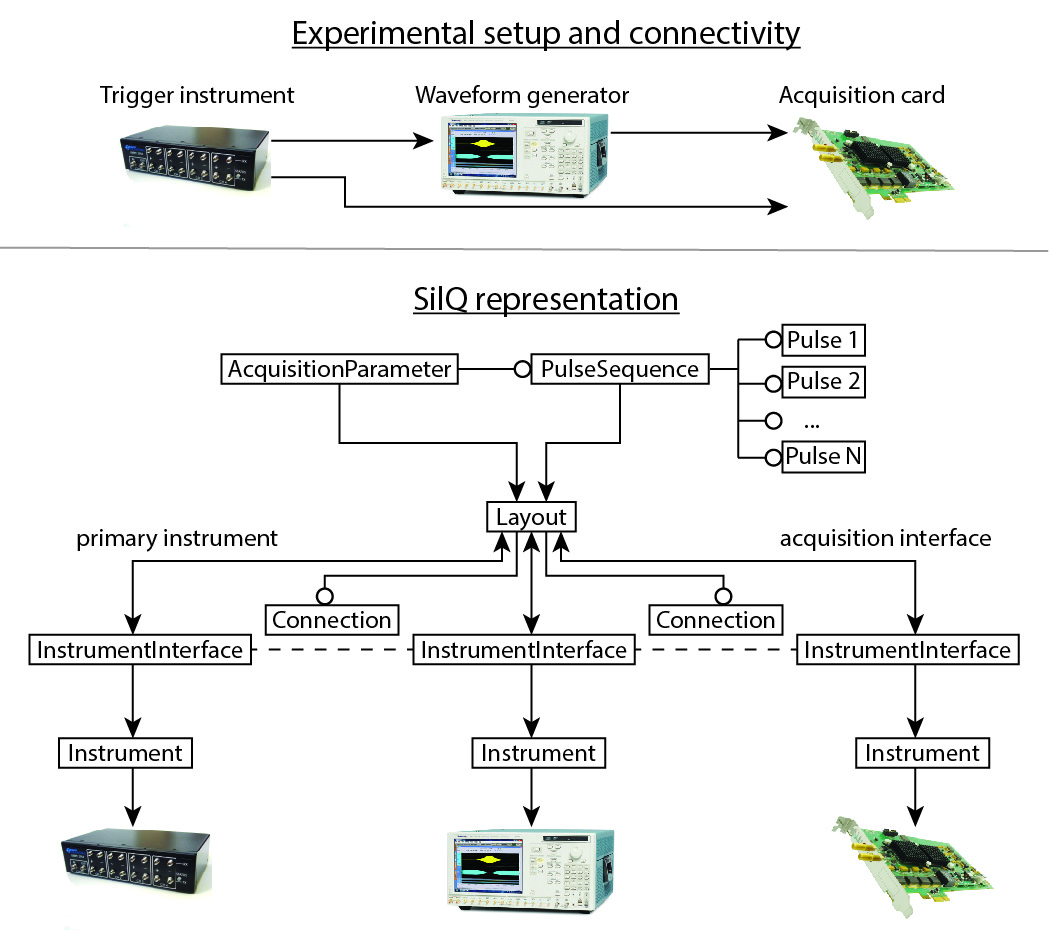 Experimental setup and connectivity
Trigger instrument
Waveform generator
Acquisition card
SilQ representation
AcquisitionParameter
PulseSequence
Pulse 1
Pulse 2
...
Pulse N
Layout
primary instrument
acquisition interface
Connection
Connection
InstrumentInterface
InstrumentInterface
InstrumentInterface
Instrument
Instrument
Instrument